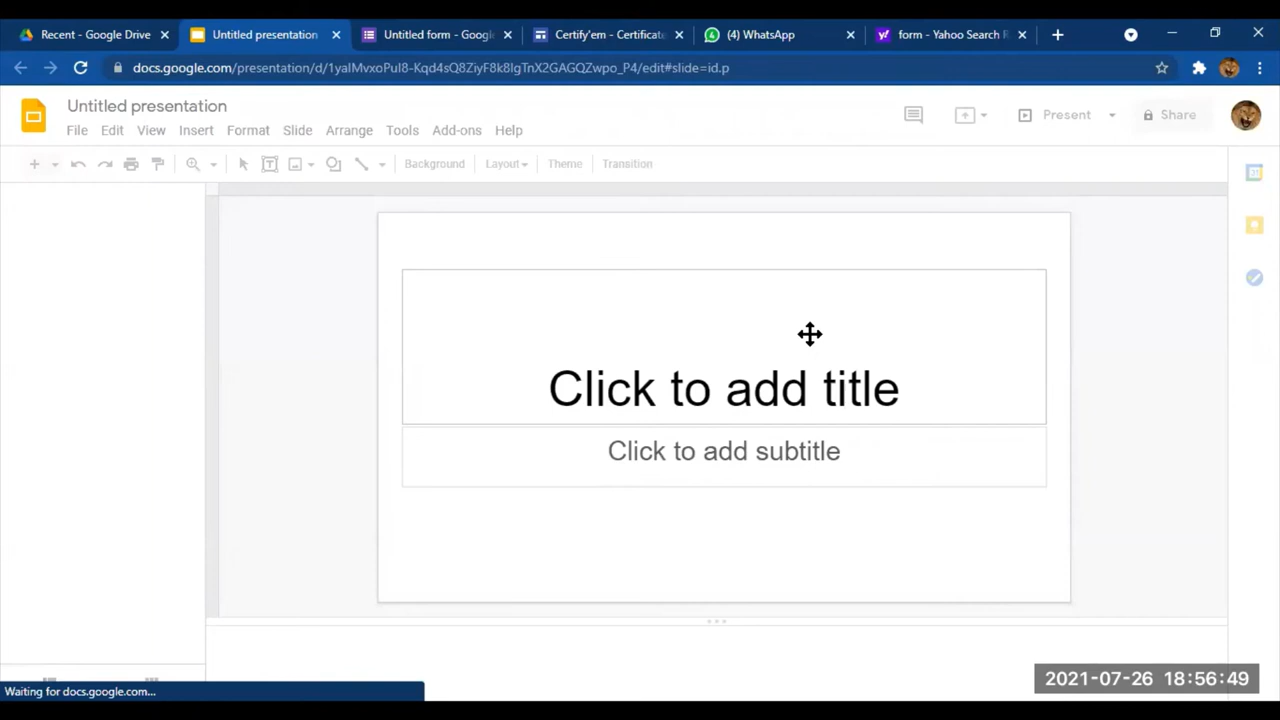 Recent - Google Drive
Untitled presentation
Untitled form - Google
Certify'em - Certificate
(4) WhatsApp
form - Yahoo Search R
docs.google.com/presentation/d/1yalMvxoPul8-Kqd4sQ8ZiyF8k8lgTnX2GAGQZwpo_P4/edit#slide=id.p
Untitled presentation
File Edit View Insert Format Slide Arrange Tools Add-ons Help
Present
Share
Background Layout Theme Transition
Click to add title
Click to add subtitle
Waiting for docs.google.com...
2021-07-26 18:56:49